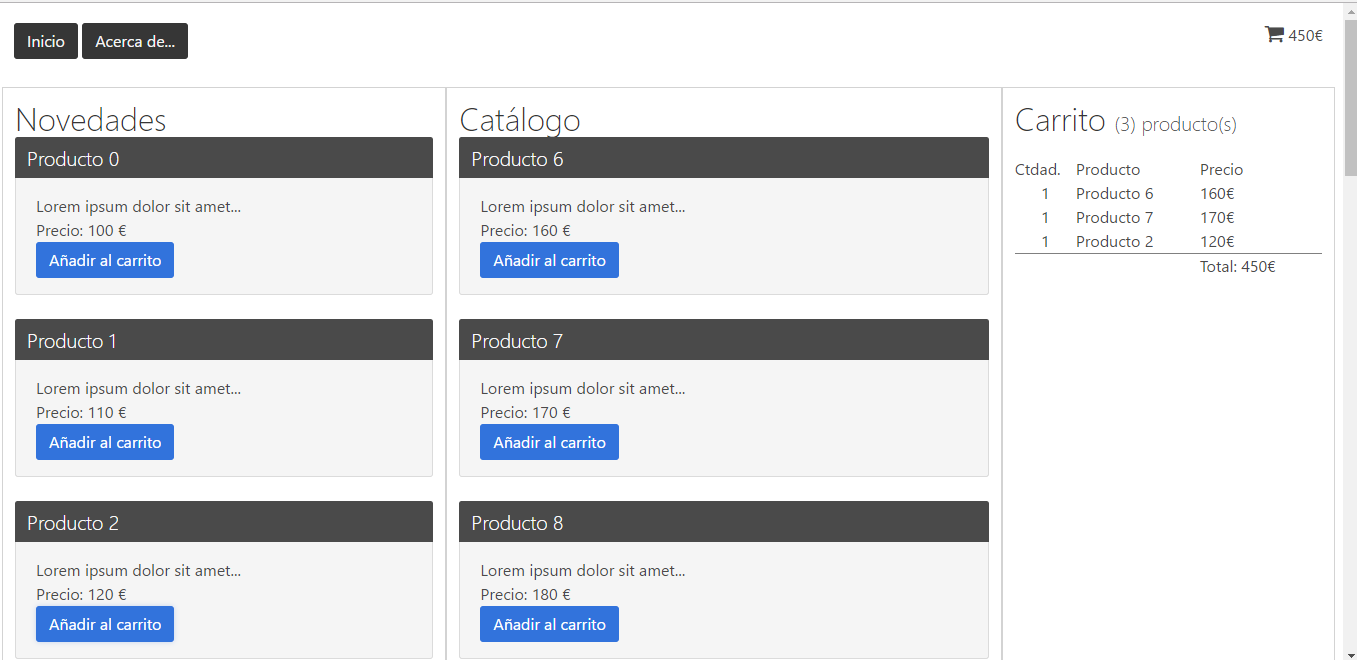 Inicio
Acerca de...
450€
Novedades
Producto 0
Lorem ipsum dolor sit amet...
Precio: 100 €
Añadir al carrito
Producto 1
Lorem ipsum dolor sit amet...
Precio: 110 €
Añadir al carrito
Producto 2
Lorem ipsum dolor sit amet...
Precio: 120 €
Añadir al carrito
Catálogo
Producto 6
Lorem ipsum dolor sit amet...
Precio: 160 €
Añadir al carrito
Producto 7
Lorem ipsum dolor sit amet...
Precio: 170 €
Añadir al carrito
Producto 8
Lorem ipsum dolor sit amet...
Precio: 180 €
Añadir al carrito
Carrito (3) producto(s)
Ctdad. Producto Precio
1 Producto 6 160€
1 Producto 7 170€
1 Producto 2 120€
Total: 450€